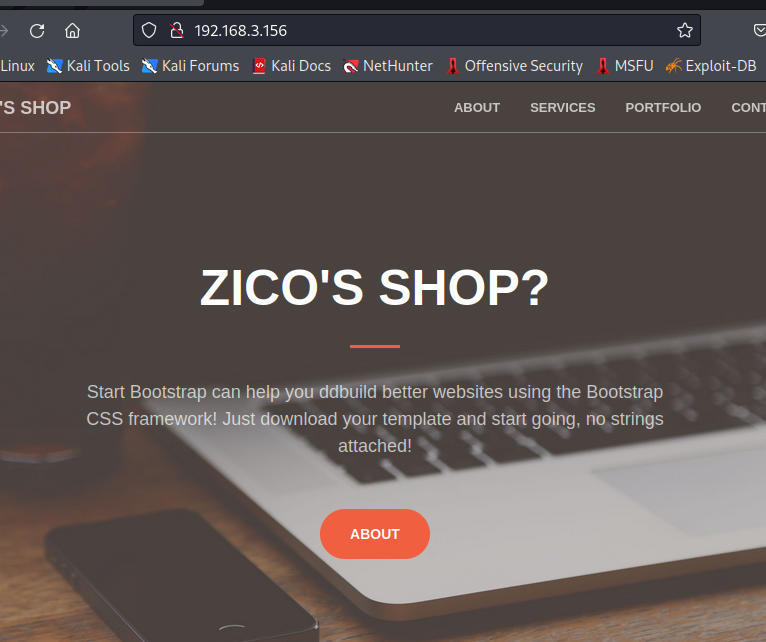 192.168.3.156
Linux Kali Tools Kali Forums Kali Docs NetHunter Offensive Security MSFU Exploit-DB
'S SHOP ABOUT SERVICES PORTFOLIO CONT
ZICO'S SHOP?
Start Bootstrap can help you ddbuild better websites using the Bootstrap
CSS framework! Just download your template and start going, no strings
attached!
ABOUT